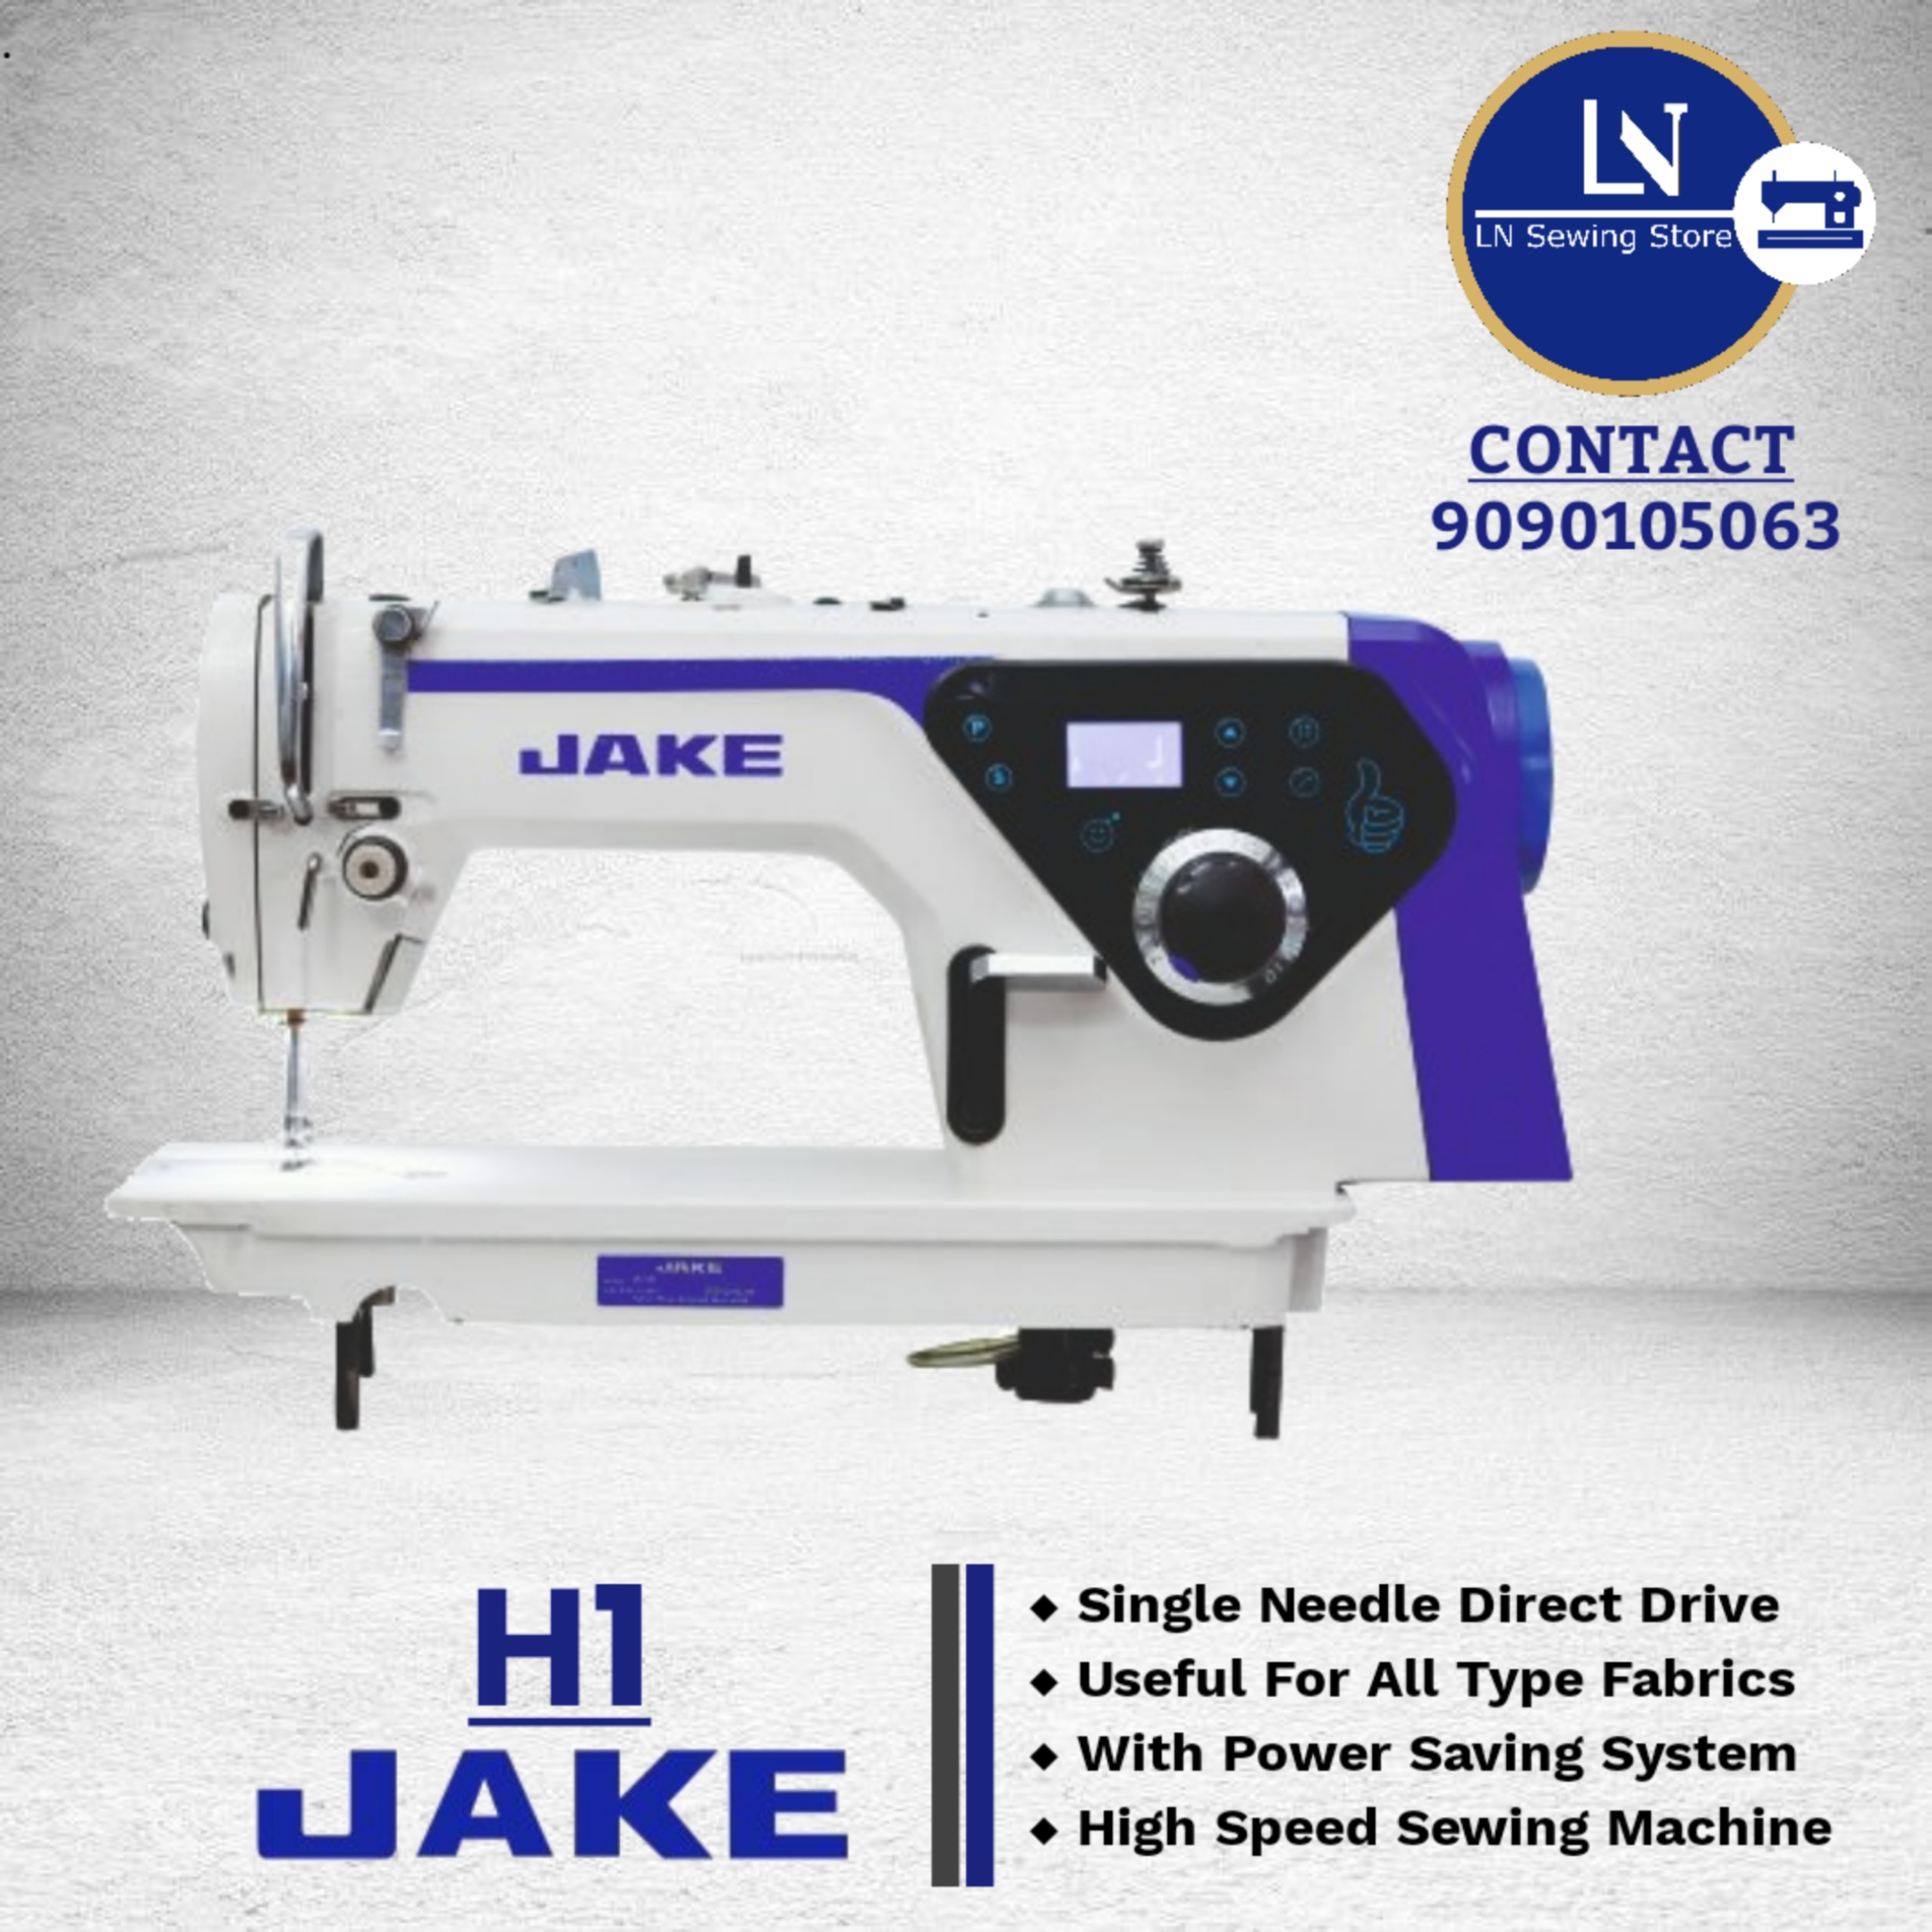 LN
LN Sewing Store
CONTACT
9090105063
JAKE
P
S
JAKE
H1
JAKE
◆ Single Needle Direct Drive
◆ Useful For All Type Fabrics
◆ With Power Saving System
◆ High Speed Sewing Machine